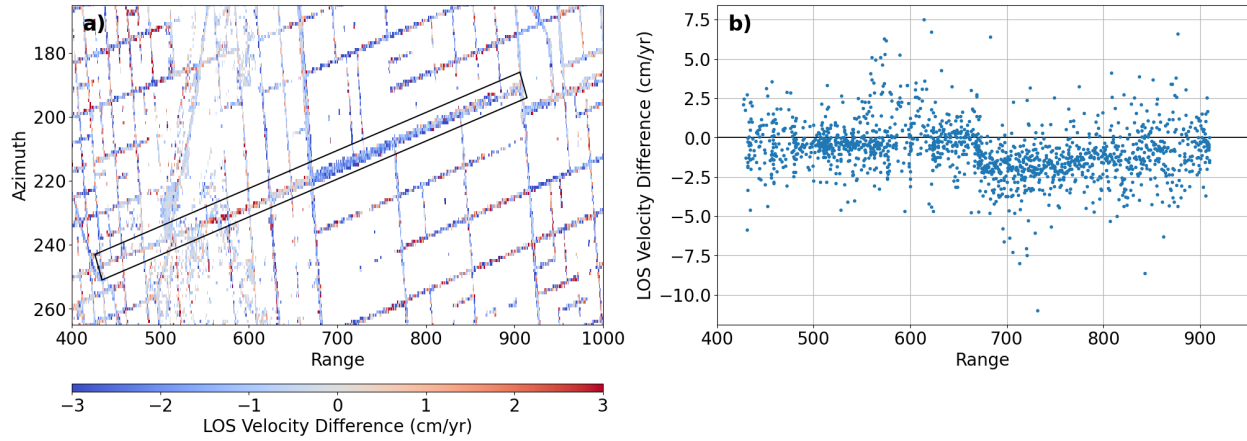 a)
180
200
220
240
260
Azimuth
400 500 600 700 800 900 1000
Range
−3 −2 −1 0 1 2 3
LOS Velocity Difference (cm/yr)
b)
7.5
5.0
2.5
0.0
−2.5
−5.0
−7.5
−10.0
LOS Velocity Difference (cm/yr)
400 500 600 700 800 900
Range